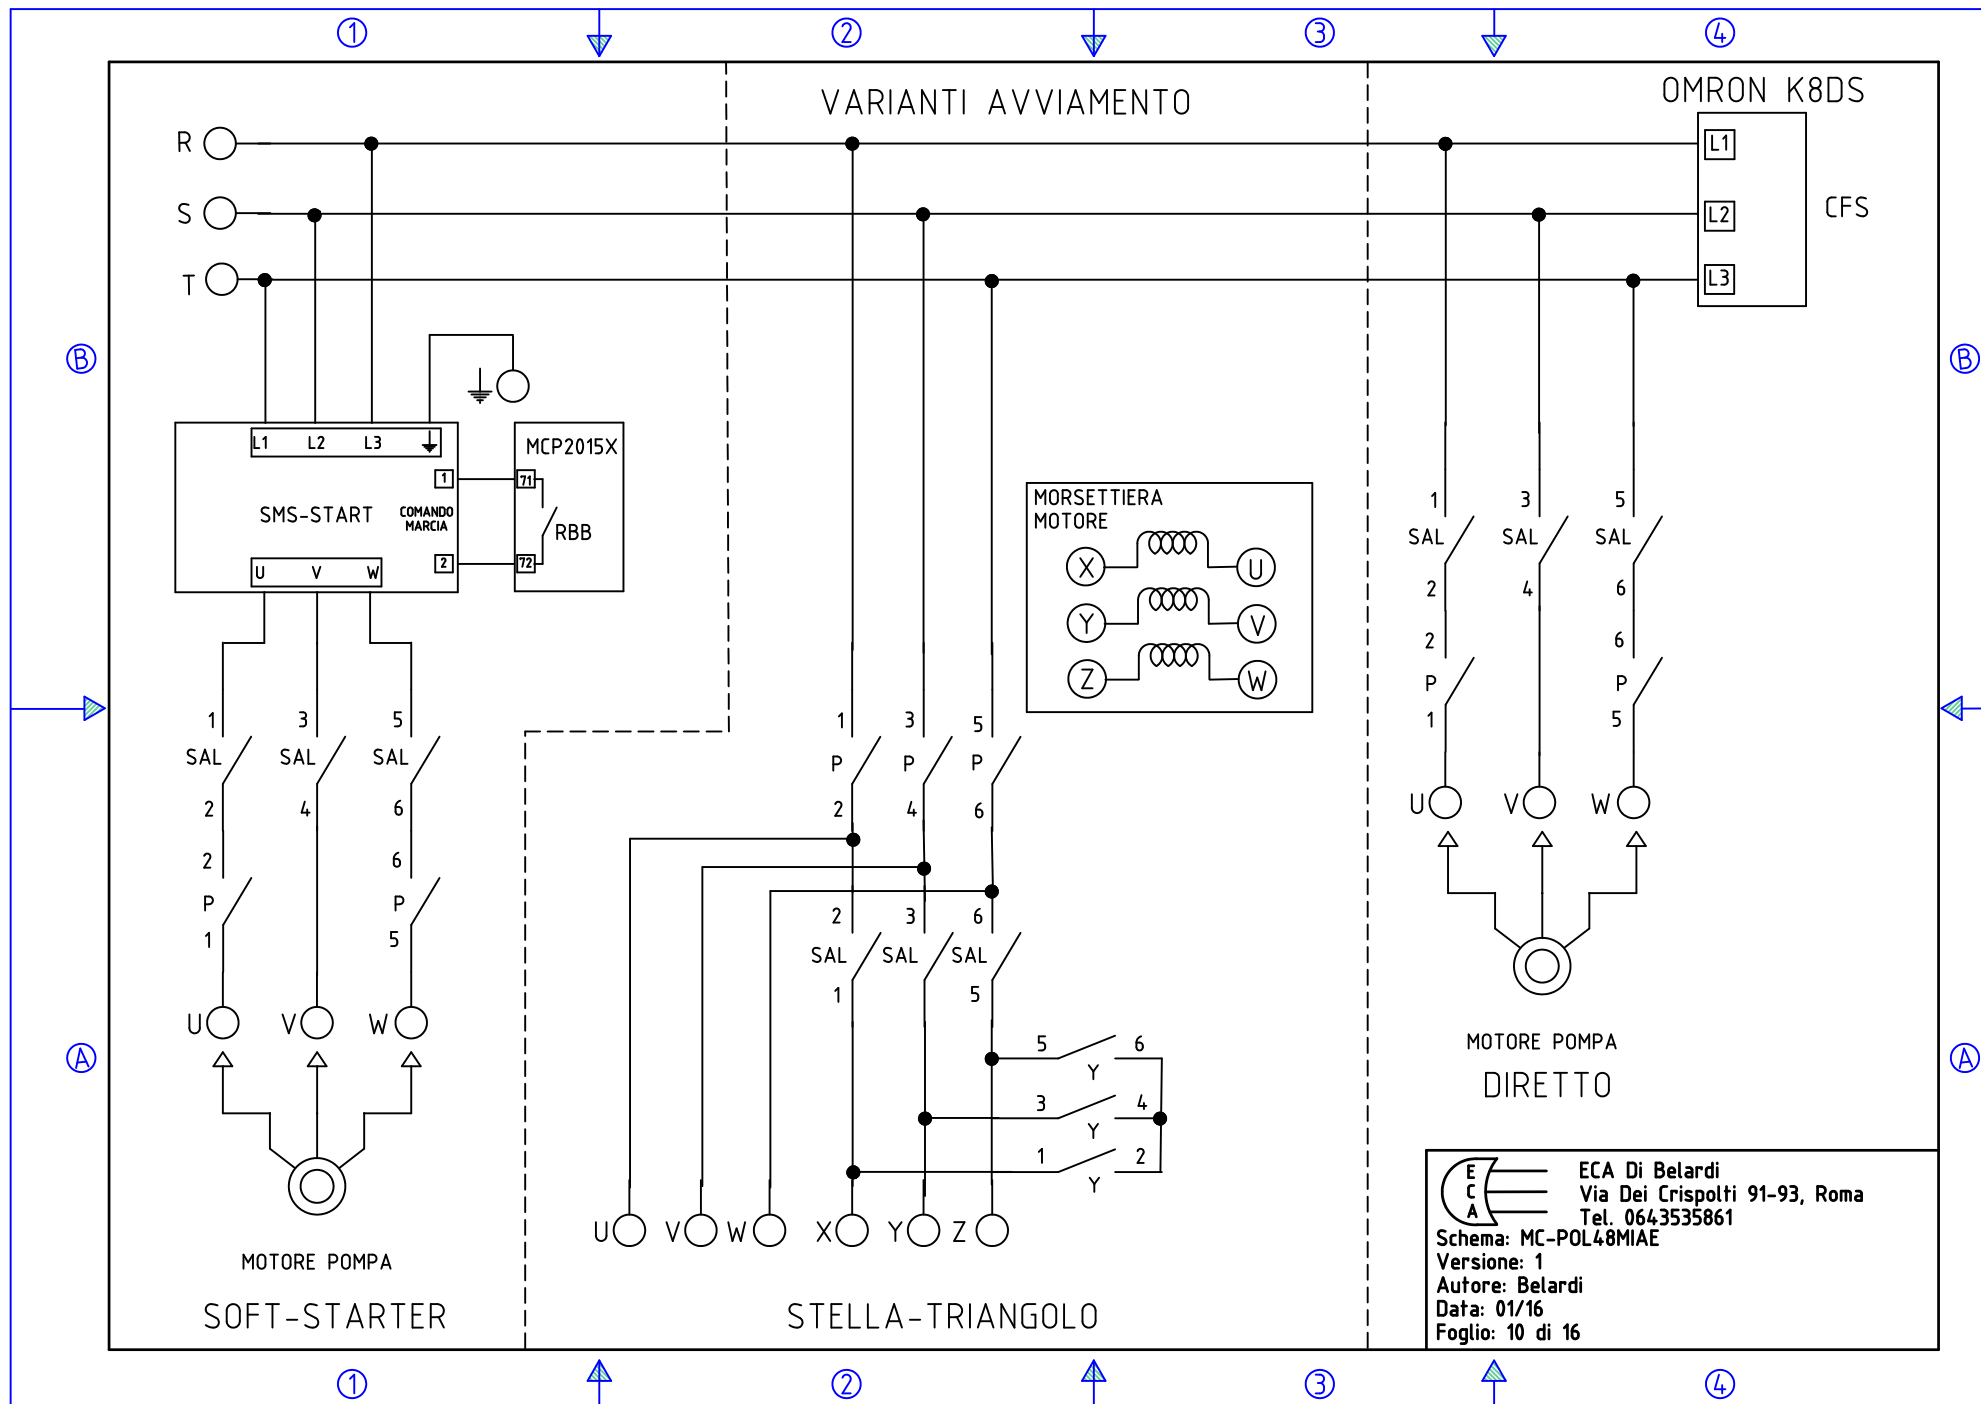 1 2 3 4
VARIANTI AVVIAMENTO
OMRON K8DS
R
S
T
L1
L2
L3
CFS
B
B
L1 L2 L3
1
SMS-START
COMANDO
MARCIA
2
U V W
MCP2015X
71
RBB
72
1 3 5
SAL SAL SAL
2 4 6
2 6
P P
1 5
U V W
MOTORE POMPA
SOFT-STARTER
MORSETTIERA
MOTORE
X U
Y V
Z W
1 3 5
P P P
2 4 6
2 3 6
SAL SAL SAL
1 5
5 6
Y
3 4
Y
1 2
Y
U V W X Y Z
STELLA-TRIANGOLO
1 3 5
SAL SAL SAL
2 4 6
2 6
P P
1 5
U V W
MOTORE POMPA
DIRETTO
A
A
E
C
A
ECA Di Belardi
Via Dei Crispolti 91-93, Roma
Tel. 0643535861
Schema: MC-POL48MIAE
Versione: 1
Autore: Belardi
Data: 01/16
Foglio: 10 di 16
1 2 3 4